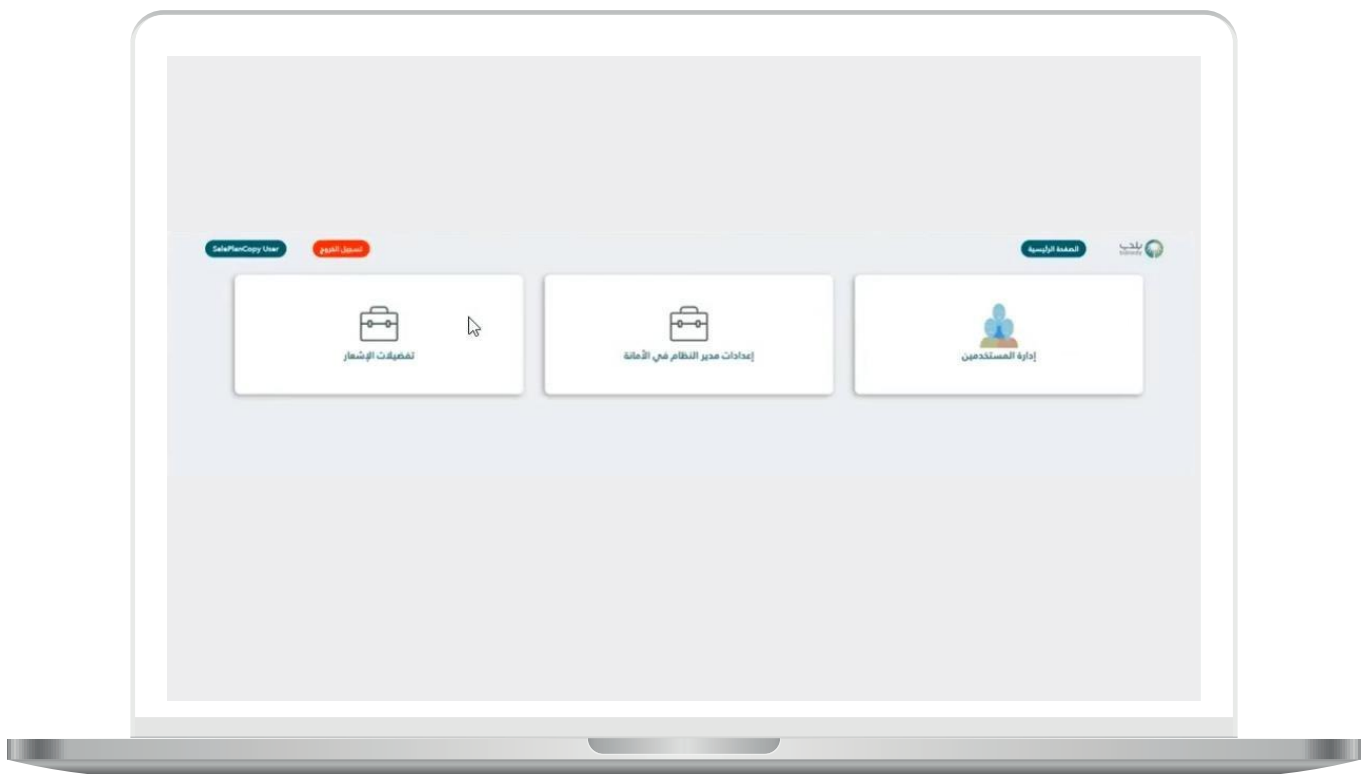 بلدي
الصفحة الرئيسية
تسجيل الخروج
SalePlanCopy User
إدارة المستخدمين
إعدادات مدير النظام في الأمانة
تفضيلات الإشعار